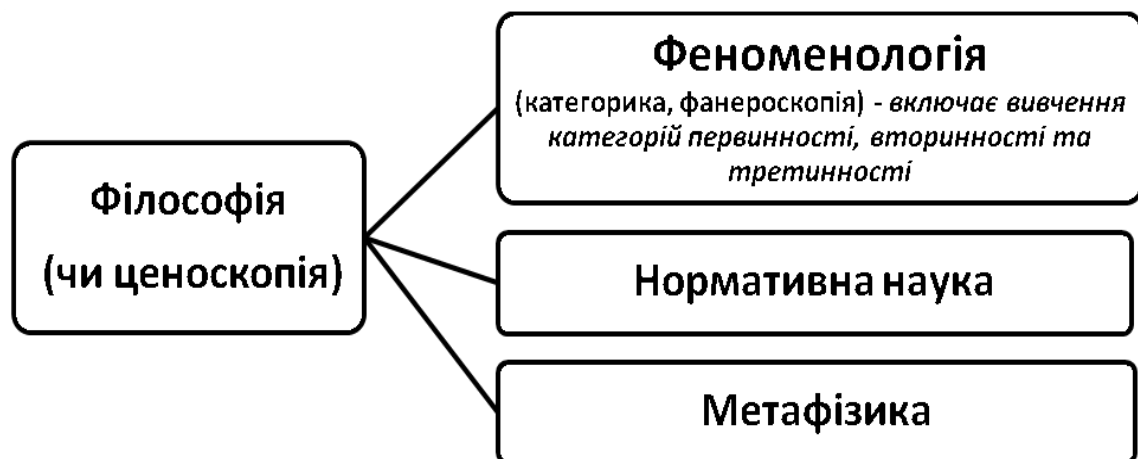 Феноменологія
(категорика, фанероскопія) - включає вивчення
категорій первинності, вторинності та
третинності
Філософія
(чи ценоскопія)
Нормативна наука
Метафізика